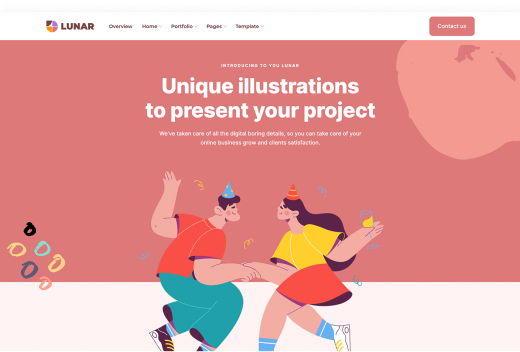 LUNAR
Overview Home Portfolio Pages Template
Contact us
INTRODUCING TO YOU LUNAR
Unique illustrations
to present your project
We've taken care of all the digital boring details, so you can take care of your
online business grow and clients satisfaction.